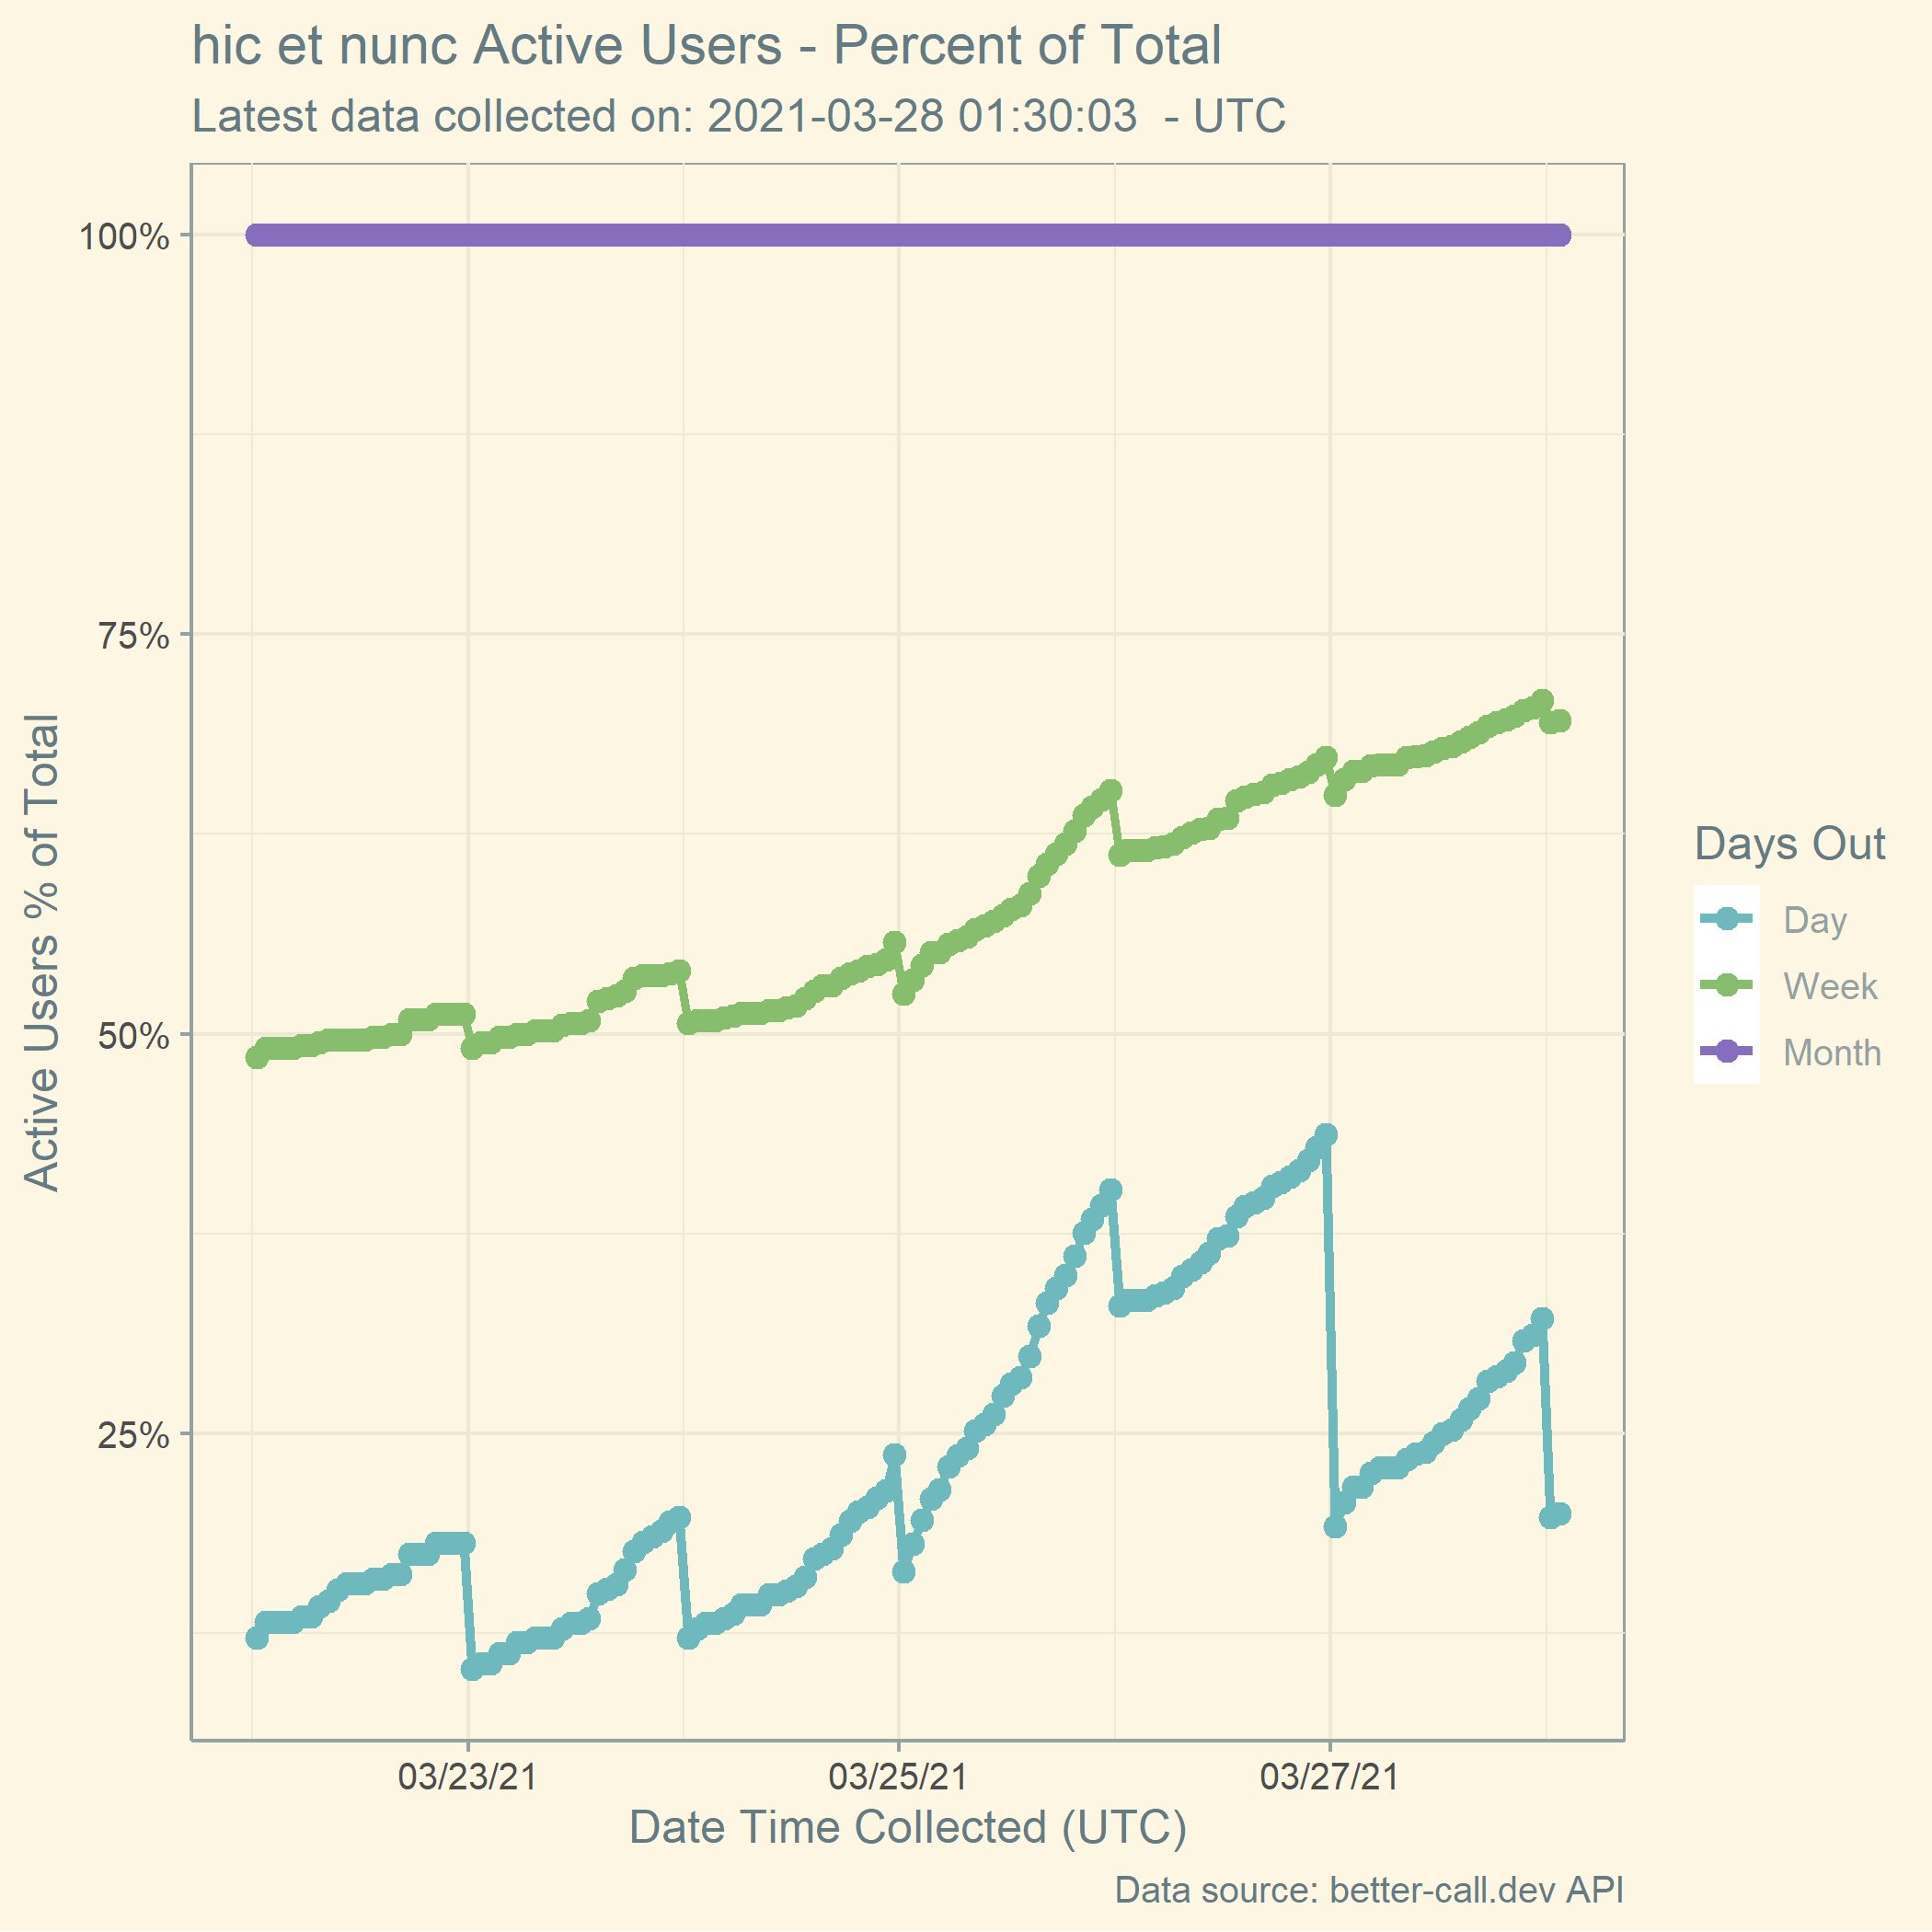 hic et nunc Active Users - Percent of Total
Latest data collected on: 2021-03-28 01:30:03  - UTC
Active Users % of Total
100%
75%
50%
25%
03/23/21
03/25/21
03/27/21
Date Time Collected (UTC)
Days Out
Day
Week
Month
Data source: better-call.dev API